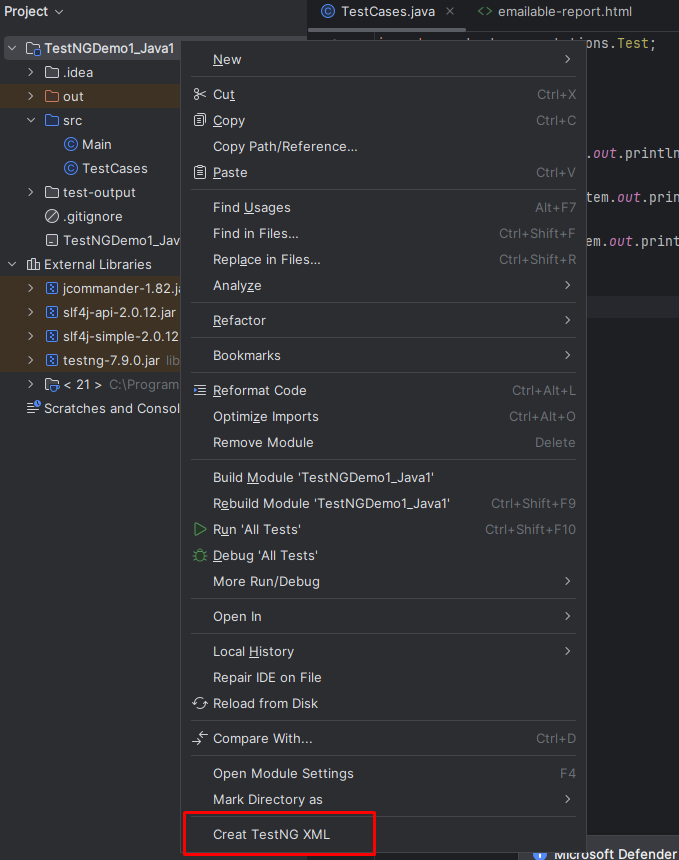 Project
TestCases.java
emailable-report.html
TestNGDemo1_Java1
.Test;
.idea
out
src
Main
TestCases
test-output
.gitignore
TestNGDemo1_Jav
External Libraries
jcommander-1.82.ja
slf4j-api-2.0.12.jar
slf4j-simple-2.0.12
testng-7.9.0.jar lib
< 21 > C:\Program
Scratches and Consol
New
Cut Ctrl+X
Copy Ctrl+C
Copy Path/Reference...
Paste Ctrl+V
Find Usages Alt+F7
Find in Files... Ctrl+Shift+F
Replace in Files... Ctrl+Shift+R
Analyze
Refactor
Bookmarks
Reformat Code Ctrl+Alt+L
Optimize Imports Ctrl+Alt+O
Remove Module Delete
Build Module 'TestNGDemo1_Java1'
Rebuild Module 'TestNGDemo1_Java1' Ctrl+Shift+F9
Run 'All Tests' Ctrl+Shift+F10
Debug 'All Tests'
More Run/Debug
Open In
Local History
Repair IDE on File
Reload from Disk
Compare With... Ctrl+D
Open Module Settings F4
Mark Directory as
Creat TestNG XML
.out.println
tem.out.prin
em.out.print
Microsoft Defender